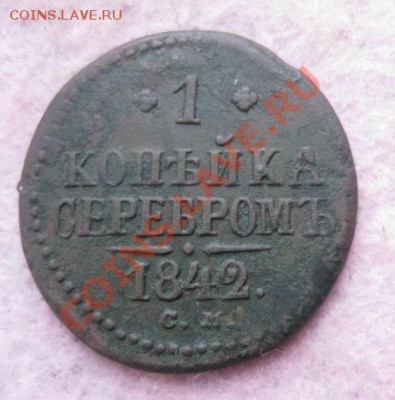 COINS.LAVE.RU
1
КОПѢЙКА
СЕРЕБРОМЪ
1842.
С. М.
COINS.LAVE.RU